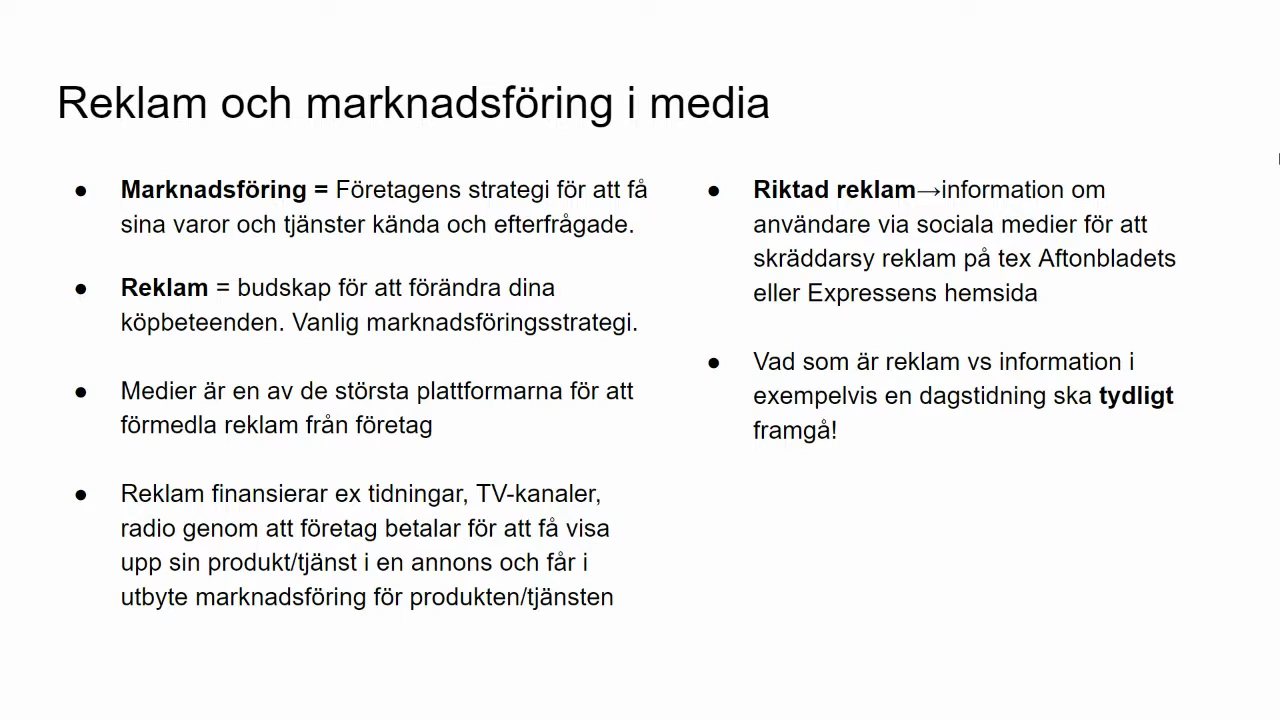 Reklam och marknadsföring i media
● Marknadsföring = Företagens strategi för att få
sina varor och tjänster kända och efterfrågade.
● Reklam = budskap för att förändra dina
köpbeteenden. Vanlig marknadsföringsstrategi.
● Medier är en av de största plattformarna för att
förmedla reklam från företag
● Reklam finansierar ex tidningar, TV-kanaler,
radio genom att företag betalar för att få visa
upp sin produkt/tjänst i en annons och får i
utbyte marknadsföring för produkten/tjänsten
● Riktad reklam→information om
användare via sociala medier för att
skräddarsy reklam på tex Aftonbladets
eller Expressens hemsida
● Vad som är reklam vs information i
exempelvis en dagstidning ska tydligt
framgå!